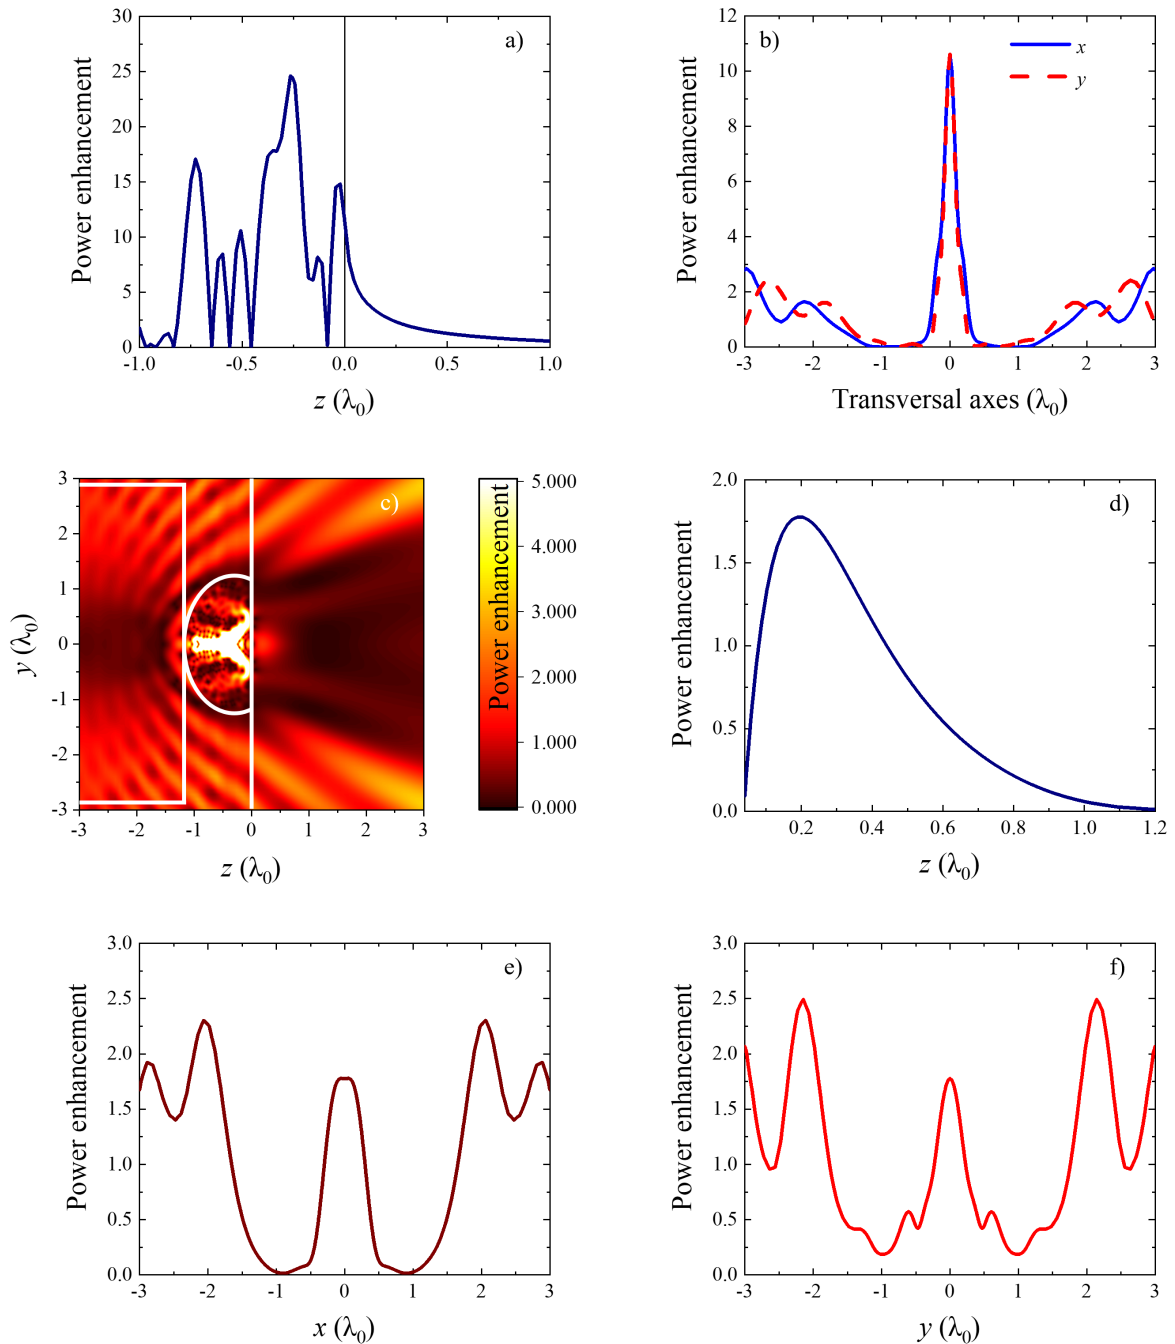 a)
Power enhancement
30
25
20
15
10
5
0
-1.0 -0.5 0.0 0.5 1.0
z (λ0)
b)
x
y
Power enhancement
12
10
8
6
4
2
0
-3 -2 -1 0 1 2 3
Transversal axes (λ0)
c)
y (λ0)
3
2
1
0
-1
-2
-3
-3 -2 -1 0 1 2 3
z (λ0)
Power enhancement
5.000
4.000
3.000
2.000
1.000
0.000
d)
Power enhancement
2.0
1.5
1.0
0.5
0.0
0.2 0.4 0.6 0.8 1.0 1.2
z (λ0)
e)
Power enhancement
3.0
2.5
2.0
1.5
1.0
0.5
0.0
-3 -2 -1 0 1 2 3
x (λ0)
f)
Power enhancement
3.0
2.5
2.0
1.5
1.0
0.5
0.0
-3 -2 -1 0 1 2 3
y (λ0)